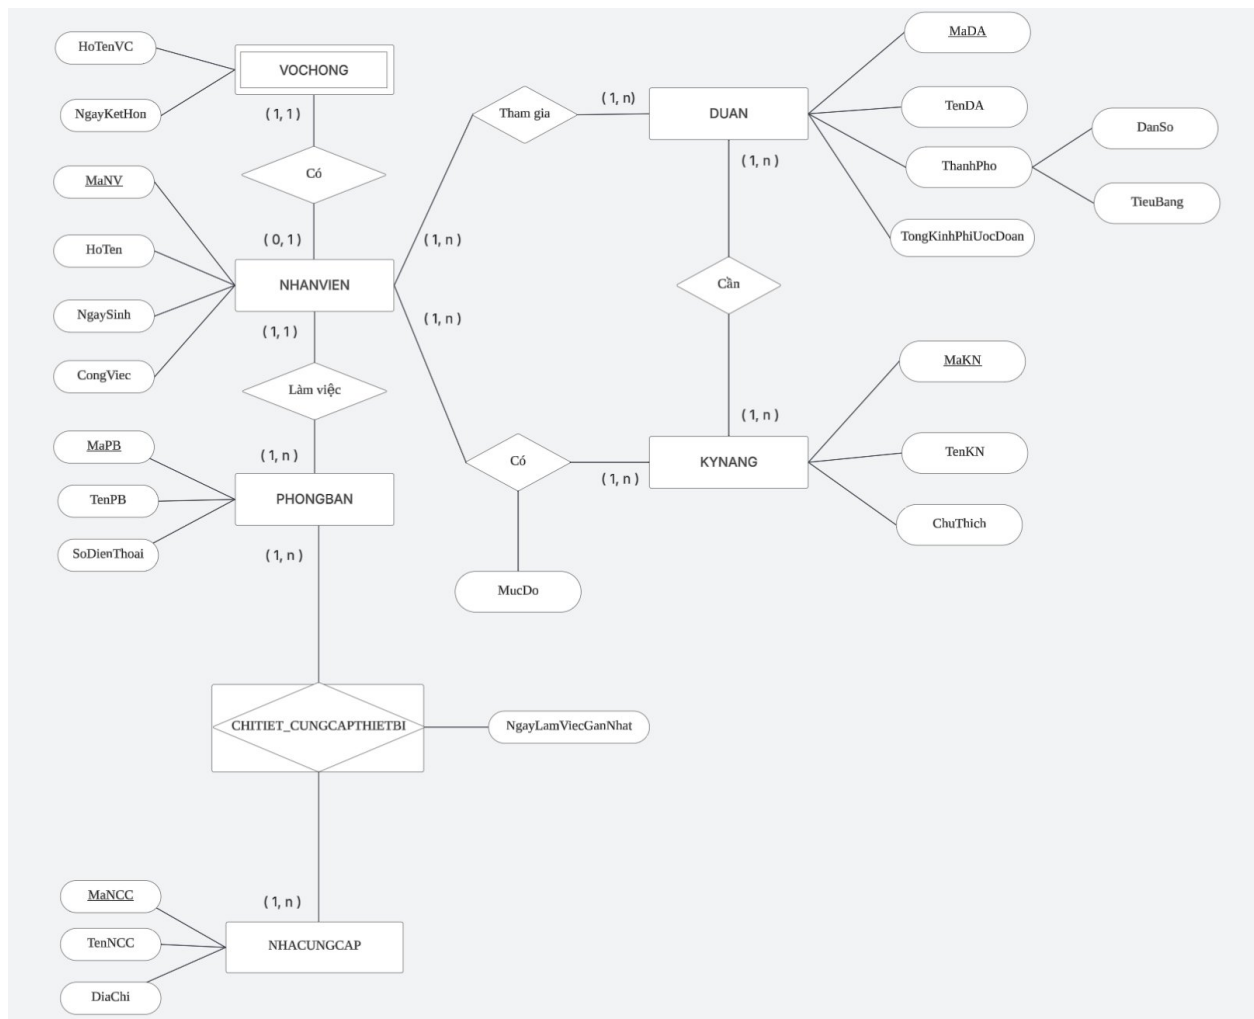 HoTenVC
NgayKetHon
VOCHONG
(1, 1)
Có
(0, 1)
MaNV
HoTen
NgaySinh
CongViec
NHANVIEN
(1, 1)
Làm việc
(1, n)
MaPB
TenPB
SoDienThoai
PHONGBAN
(1, n)
CHITIET_CUNGCAPTHIETBI
NgayLamViecGanNhat
(1, n)
MaNCC
TenNCC
DiaChi
NHACUNGCAP
(1, n)
Tham gia
(1, n)
DUAN
MaDA
TenDA
ThanhPho
TongKinhPhiUocDoan
DanSo
TieuBang
(1, n)
Cần
(1, n)
(1, n)
Có
MucDo
(1, n)
KYNANG
MaKN
TenKN
ChuThich